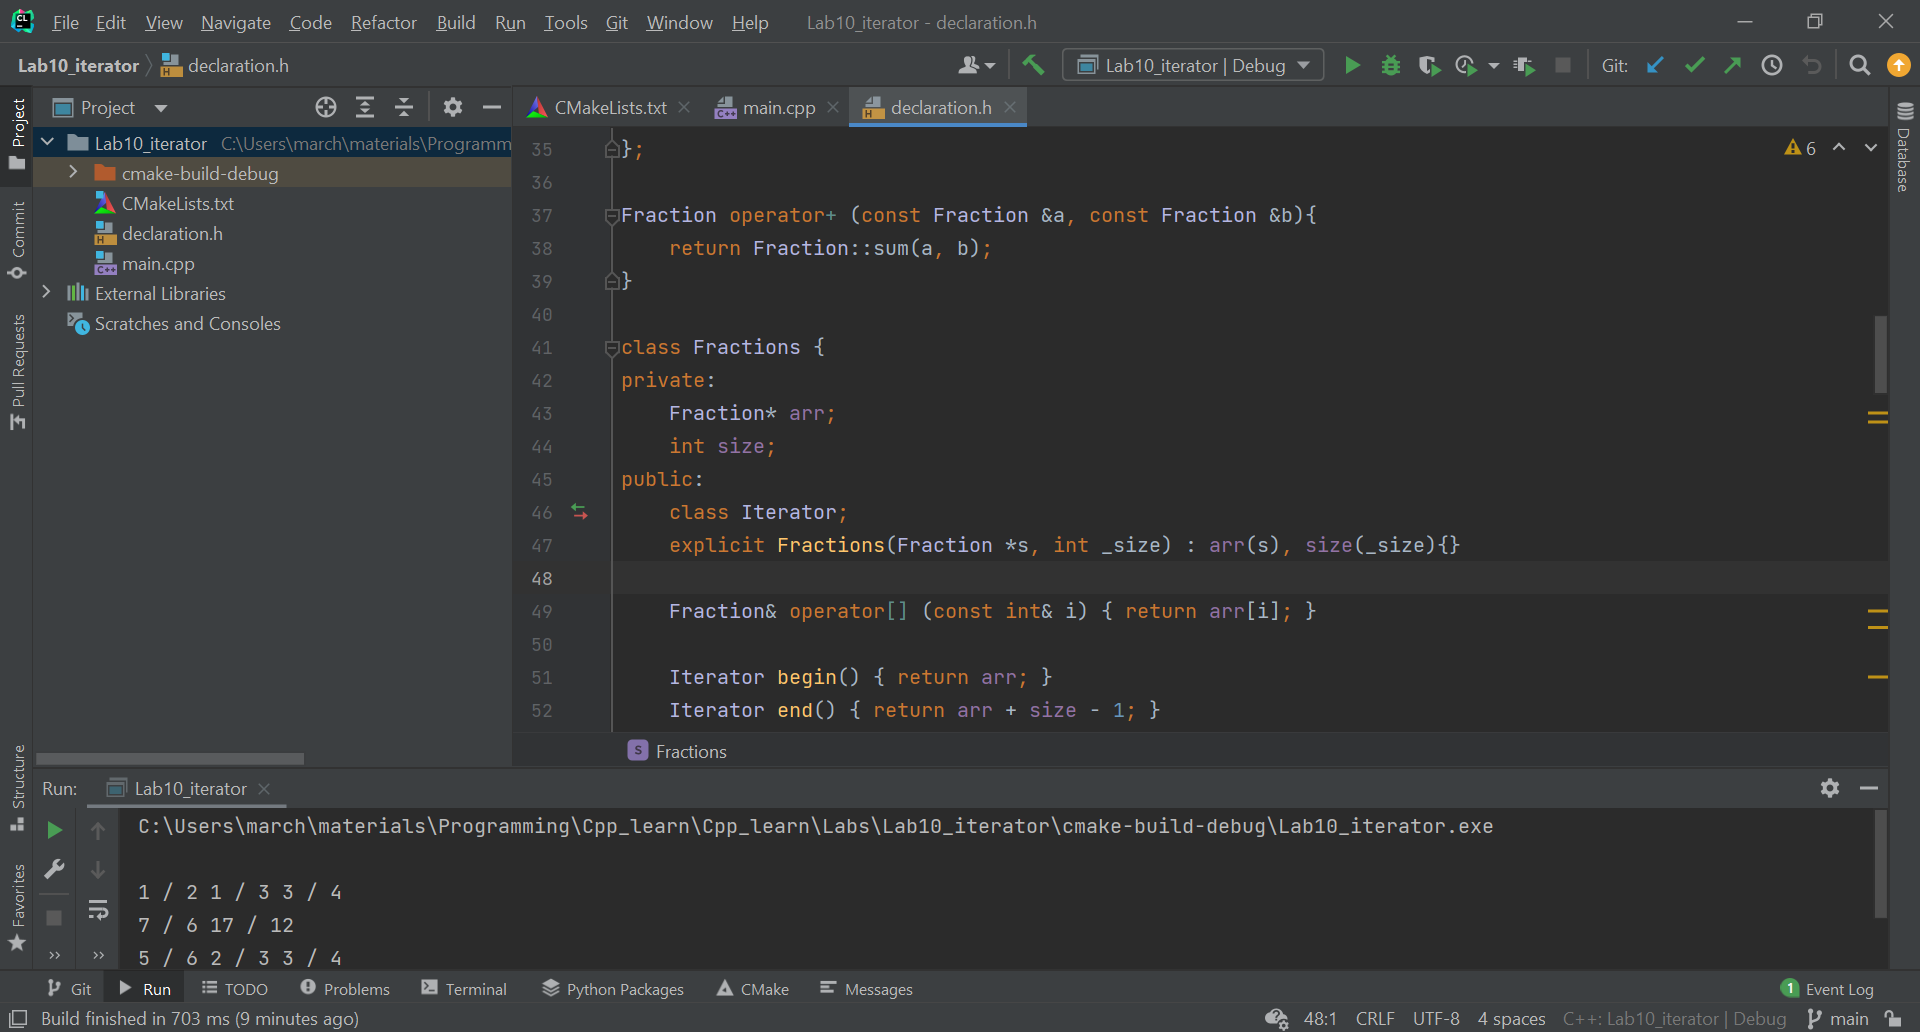 File Edit View Navigate Code Refactor Build Run Tools Git Window Help Lab10_iterator - declaration.h
Lab10_iterator declaration.h Lab10_iterator | Debug Git:
Project CMakeLists.txt main.cpp declaration.h
Project
Commit
Pull Requests
Structure
Favorites
Database
Lab10_iterator C:\Users\march\materials\Programm
cmake-build-debug
CMakeLists.txt
declaration.h
main.cpp
External Libraries
Scratches and Consoles
6
35 };
36
37 Fraction operator+ (const Fraction &a, const Fraction &b){
38 return Fraction::sum(a, b);
39 }
40
41 class Fractions {
42 private:
43 Fraction* arr;
44 int size;
45 public:
46 class Iterator;
47 explicit Fractions(Fraction *s, int _size) : arr(s), size(_size){}
48
49 Fraction& operator[] (const int& i) { return arr[i]; }
50
51 Iterator begin() { return arr; }
52 Iterator end() { return arr + size - 1; }
S Fractions
Run: Lab10_iterator
C:\Users\march\materials\Programming\Cpp_learn\Cpp_learn\Labs\Lab10_iterator\cmake-build-debug\Lab10_iterator.exe
1 / 2 1 / 3 3 / 4
7 / 6 17 / 12
5 / 6 2 / 3 3 / 4
Git Run TODO Problems Terminal Python Packages CMake Messages 1 Event Log
Build finished in 703 ms (9 minutes ago) 48:1 CRLF UTF-8 4 spaces C++: Lab10_iterator | Debug main